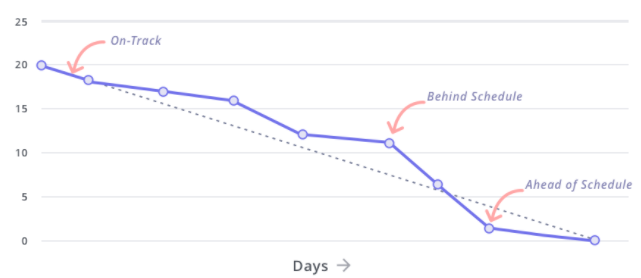 25
On-Track
20
Behind Schedule
15
10
Ahead of Schedule
5
0
Days →